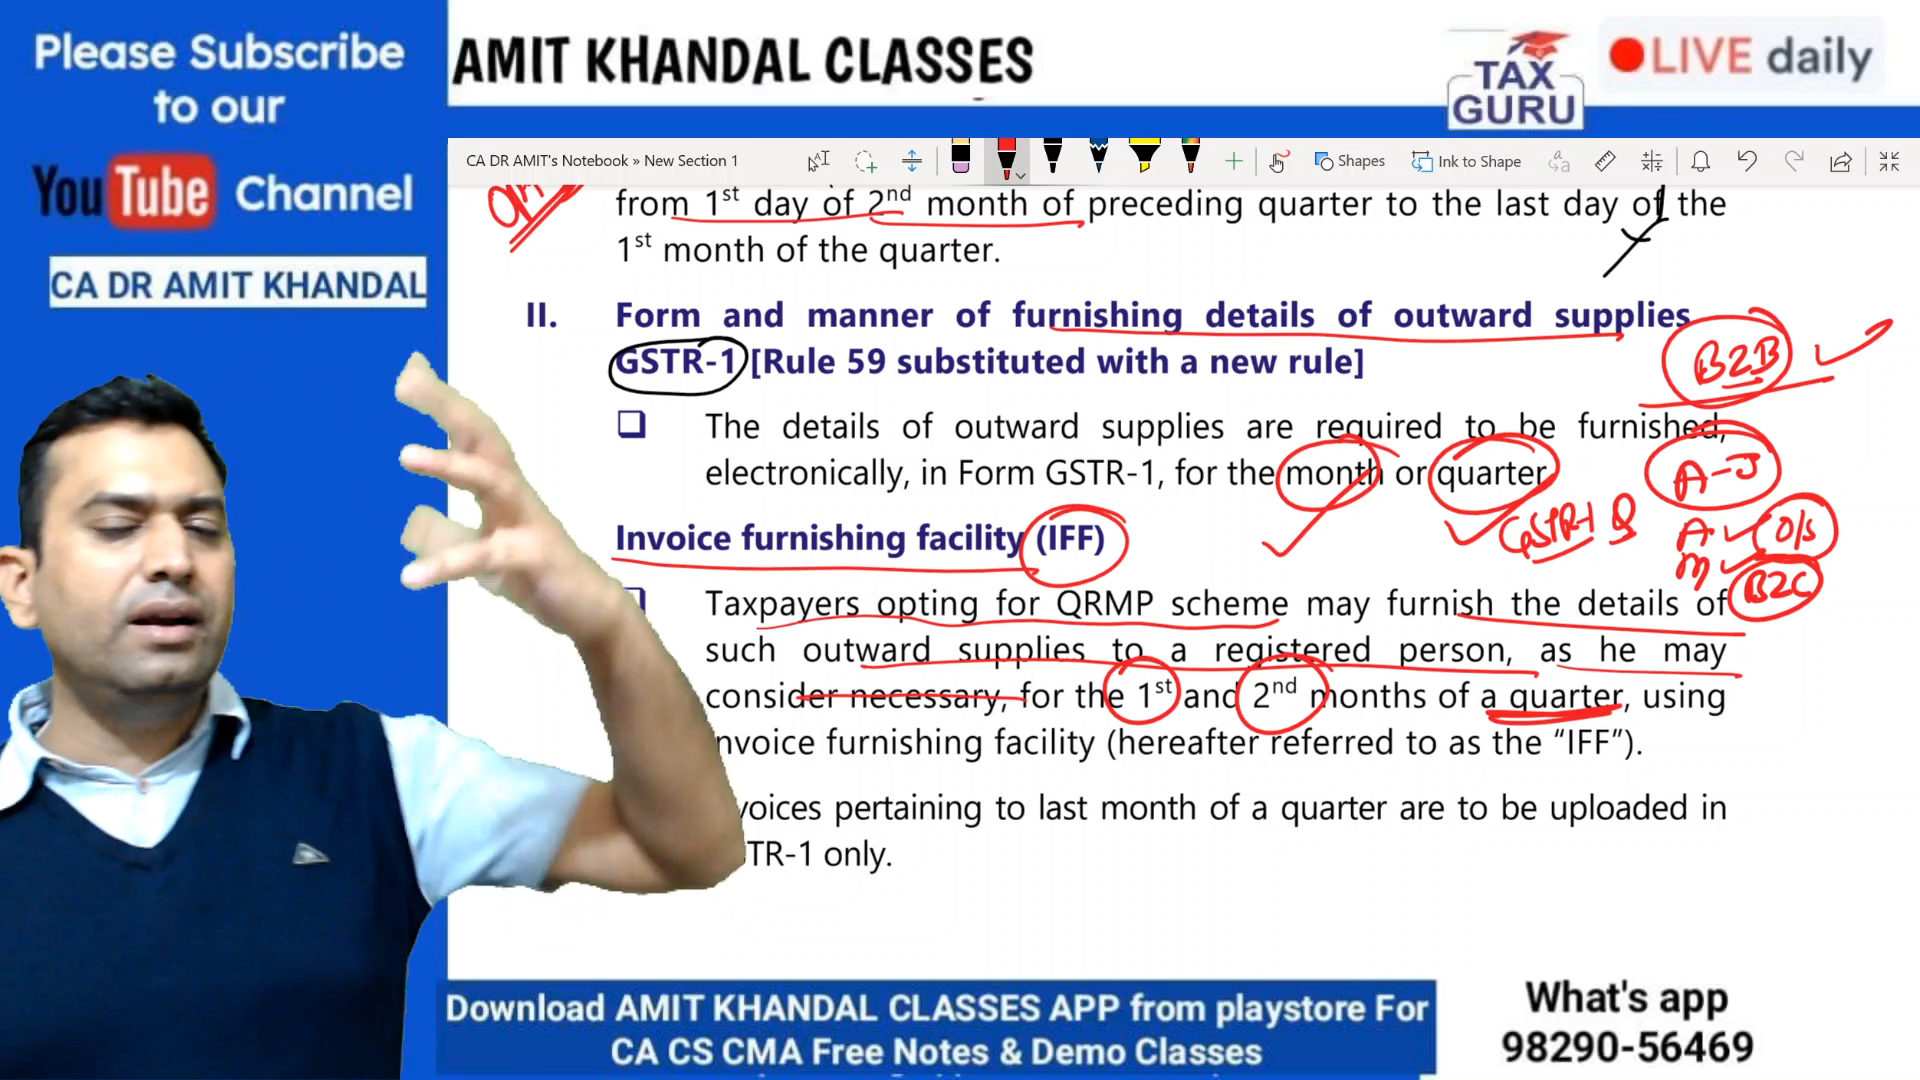 Please Subscribe
to our
YouTube Channel
CA DR AMIT KHANDAL
AMIT KHANDAL CLASSES
TAX
GURU
LIVE daily
CA DR AMIT's Notebook » New Section 1
Shapes
Ink to Shape
from 1st day of 2nd month of preceding quarter to the last day of the
1st month of the quarter.
II. Form and manner of furnishing details of outward supplies
GSTR-1 [Rule 59 substituted with a new rule]
B2B
The details of outward supplies are required to be furnished,
electronically, in Form GSTR-1, for the month or quarter
A-J
GSTR-1 Q
A O/S
M B2C
Invoice furnishing facility (IFF)
Taxpayers opting for QRMP scheme may furnish the details of
such outward supplies to a registered person, as he may
consider necessary, for the 1st and 2nd months of a quarter, using
nvoice furnishing facility (hereafter referred to as the “IFF”).
voices pertaining to last month of a quarter are to be uploaded in
TR-1 only.
Download AMIT KHANDAL CLASSES APP from playstore For
CA CS CMA Free Notes & Demo Classes
What's app
98290-56469